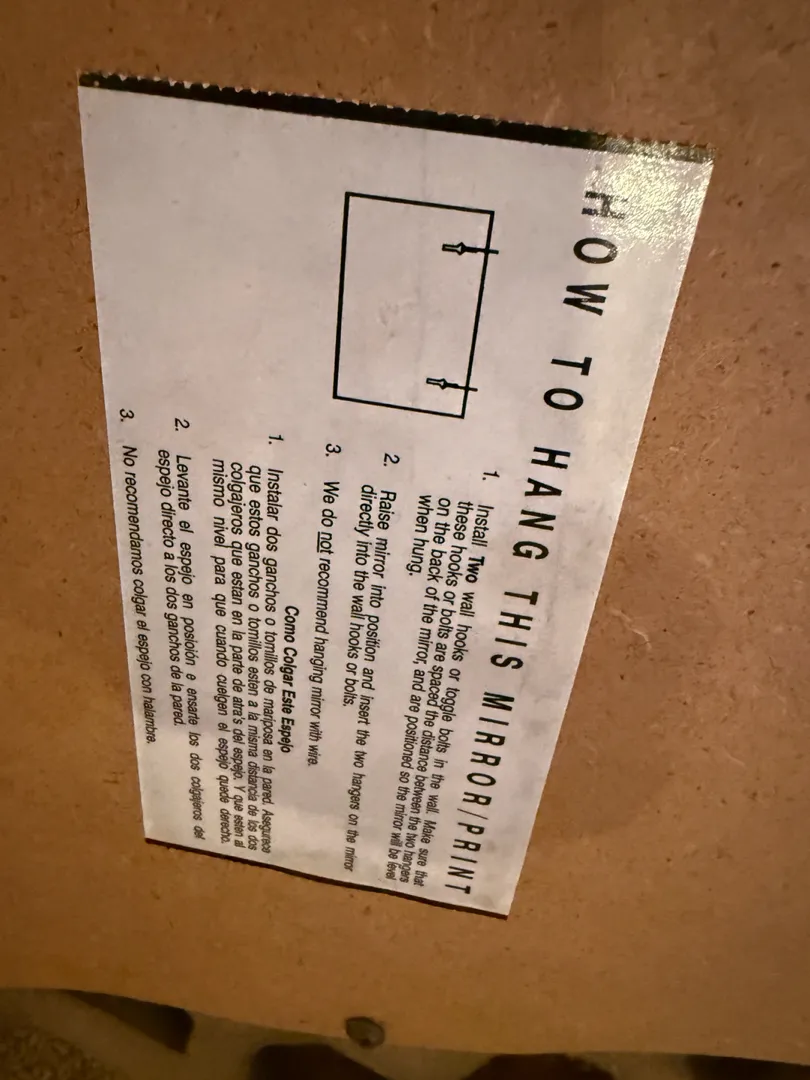 HOW TO HANG THIS MIRROR/PRINT
1. Install Two wall hooks or toggle bolts in the wall. Make sure that
these hooks or bolts are spaced the distance between the two hangers
on the back of the mirror, and are positioned so the mirror will be level
when hung.
2. Raise mirror into position and insert the two hangers on the mirror
directly into the wall hooks or bolts.
3. We do not recommend hanging mirror with wire.
Como Colgar Este Espejo
1. Instalar dos ganchos o tornillos de mariposa en la pared. Asegurece
que estos ganchos o tornillos esten a la misma distancia de los dos
colgajeros que estan en la parte de atra's del espejo. Y que esten al
mismo nivel para que cuando cuelgen el espejo quede derecho.
2. Levante el espejo en posioión e ensarte los dos colgajeros del
espejo directo a los dos ganchos de la pared.
3. No recomendamos colgar el espejo con halambre.